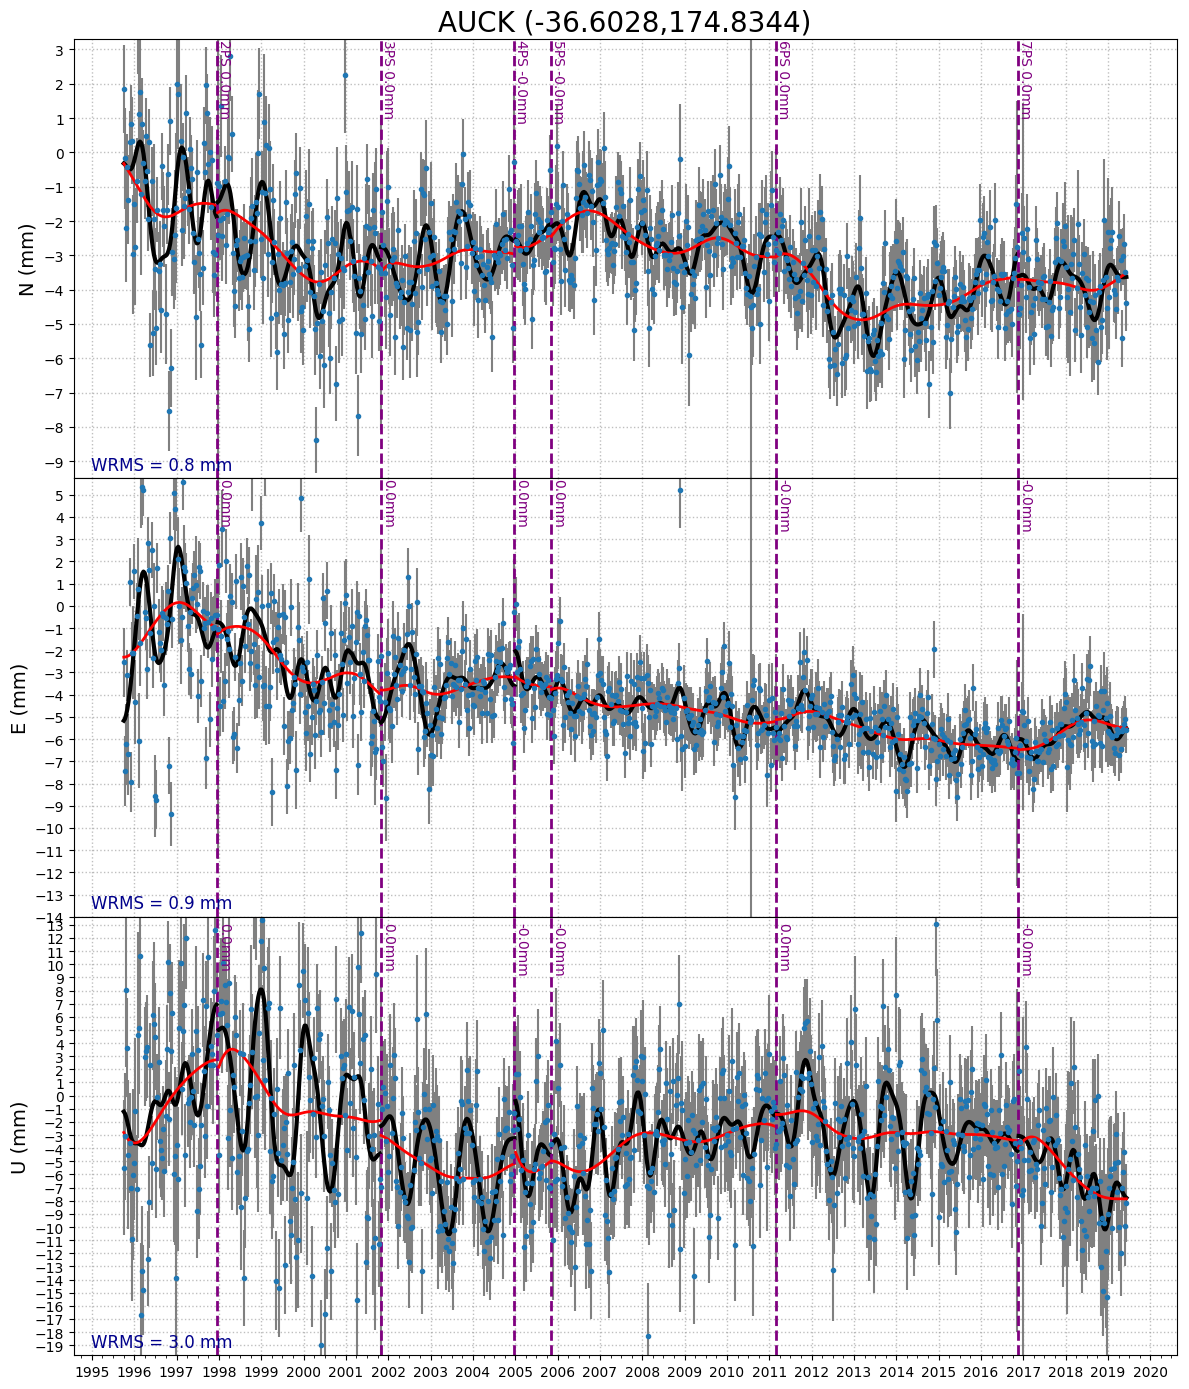 AUCK (-36.6028,174.8344)
3
2
1
0
−1
−2
−3
−4
−5
−6
−7
−8
−9
N (mm)
2PS 0.0mm
3PS 0.0mm
4PS -0.0mm
5PS -0.0mm
6PS 0.0mm
7PS 0.0mm
WRMS = 0.8 mm
5
4
3
2
1
0
−1
−2
−3
−4
−5
−6
−7
−8
−9
−10
−11
−12
−13
−14
E (mm)
0.0mm
0.0mm
0.0mm
0.0mm
-0.0mm
-0.0mm
WRMS = 0.9 mm
13
12
11
10
9
8
7
6
5
4
3
2
1
0
−1
−2
−3
−4
−5
−6
−7
−8
−9
−10
−11
−12
−13
−14
−15
−16
−17
−18
−19
U (mm)
0.0mm
0.0mm
-0.0mm
-0.0mm
0.0mm
-0.0mm
WRMS = 3.0 mm
1995 1996 1997 1998 1999 2000 2001 2002 2003 2004 2005 2006 2007 2008 2009 2010 2011 2012 2013 2014 2015 2016 2017 2018 2019 2020